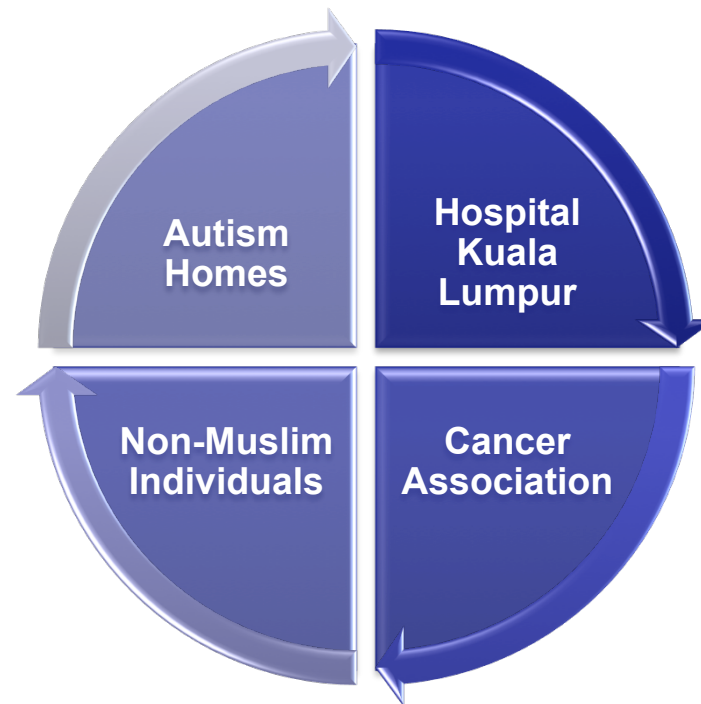 Autism
Homes
Hospital
Kuala
Lumpur
Non-Muslim
Individuals
Cancer
Association